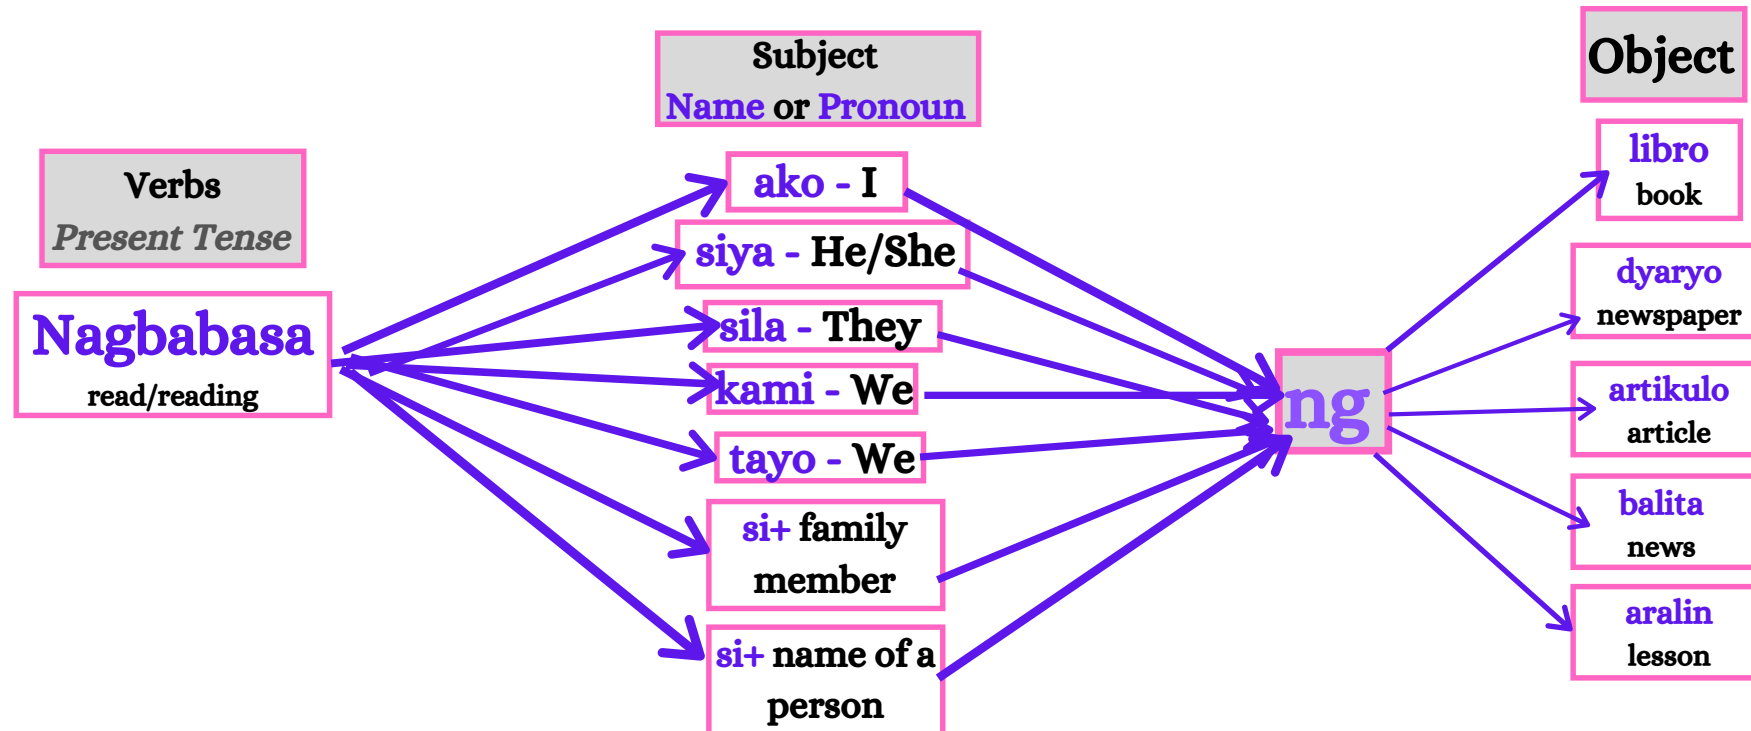 Verbs
Present Tense
Nagbabasa
read/reading
Subject
Name or Pronoun
ako - I
siya - He/She
sila - They
kami - We
tayo - We
si+ family
member
si+ name of a
person
ng
Object
libro
book
dyaryo
newspaper
artikulo
article
balita
news
aralin
lesson